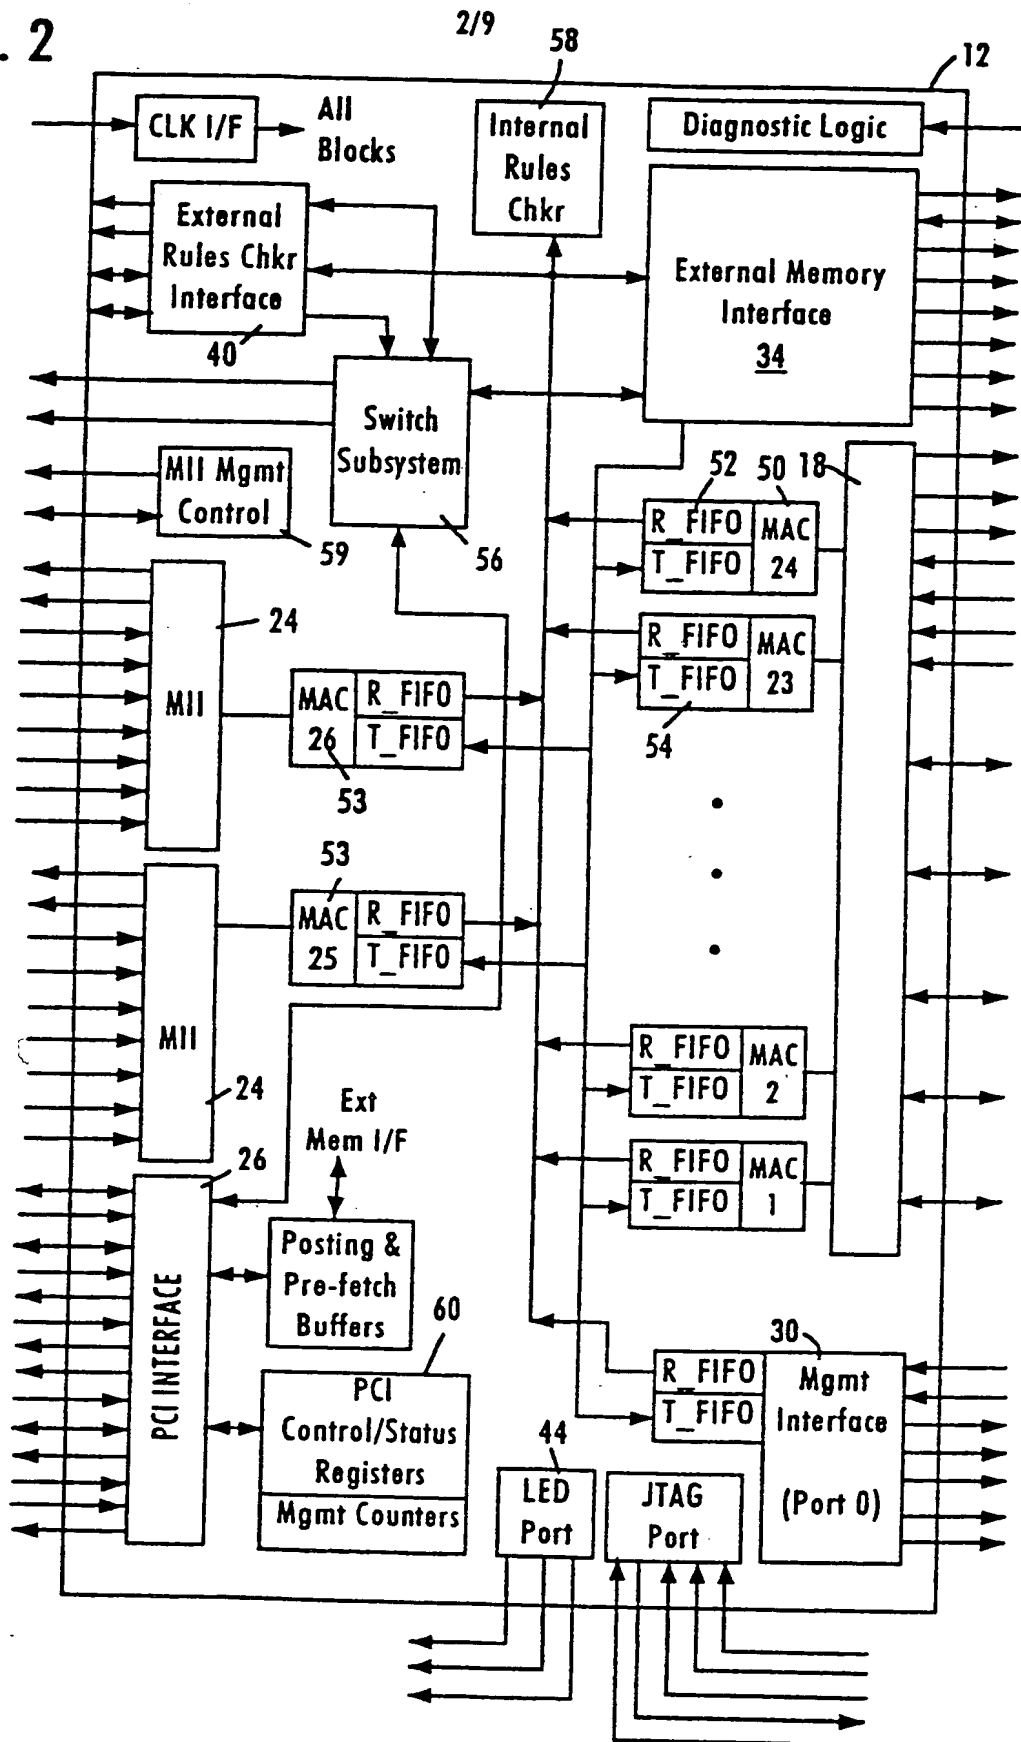 . 2
2/9
58
12
CLK I/F
All
Blocks
Internal
Rules
Chkr
Diagnostic Logic
External
Rules Chkr
Interface
40
External Memory
Interface
34
Switch
Subsystem
56
MII Mgmt
Control
59
52
50
18
R_FIFO
T_FIFO
MAC
24
R_FIFO
T_FIFO
MAC
23
54
24
MII
MAC
26
R_FIFO
T_FIFO
53
53
MAC
25
R_FIFO
T_FIFO
MII
24
R_FIFO
T_FIFO
MAC
2
R_FIFO
T_FIFO
MAC
1
Ext
Mem I/F
26
PCI INTERFACE
Posting &
Pre-fetch
Buffers
60
PCI
Control/Status
Registers
Mgmt Counters
30
R_FIFO
T_FIFO
Mgmt
Interface
(Port 0)
44
LED
Port
JTAG
Port